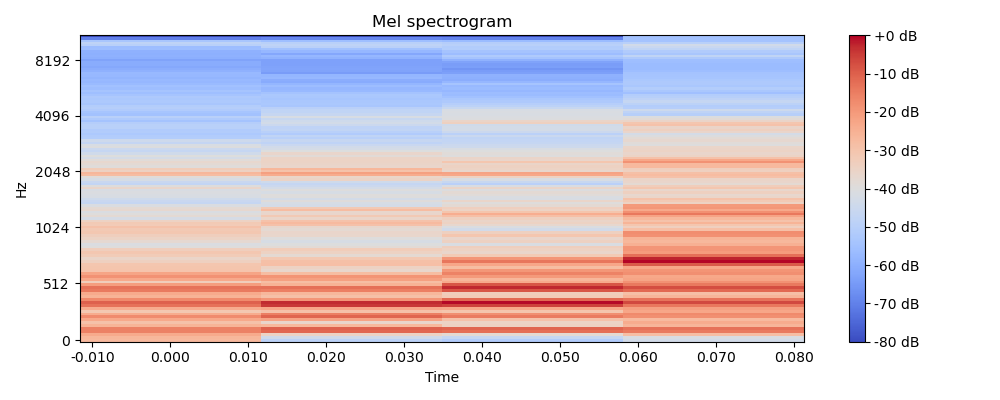 Mel spectrogram
Hz
8192
4096
2048
1024
512
0
-0.010 0.000 0.010 0.020 0.030 0.040 0.050 0.060 0.070 0.080
Time
+0 dB
-10 dB
-20 dB
-30 dB
-40 dB
-50 dB
-60 dB
-70 dB
-80 dB